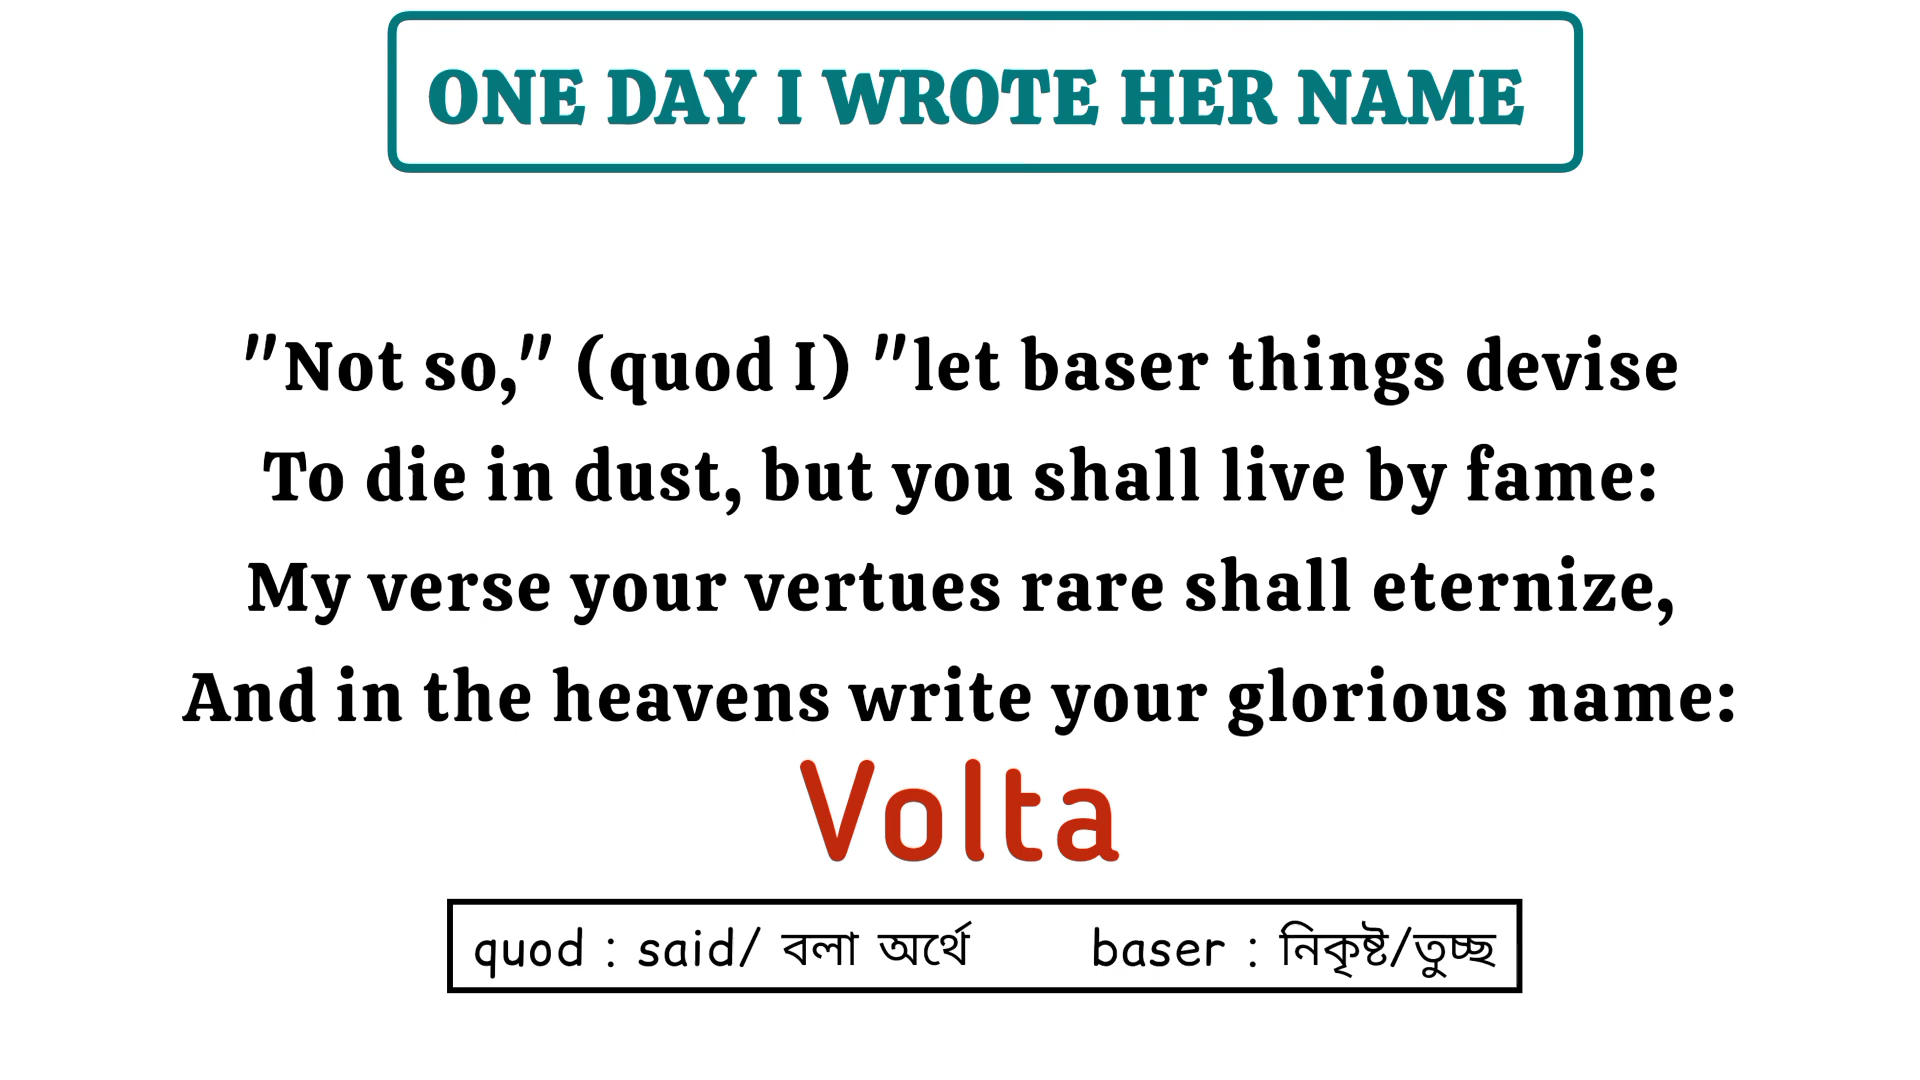 ONE DAY I WROTE HER NAME
"Not so," (quod I) "let baser things devise
To die in dust, but you shall live by fame:
My verse your vertues rare shall eternize,
And in the heavens write your glorious name:
Volta
quod : said/ বলা অর্থে baser : নিকৃষ্ট/তুচ্ছ